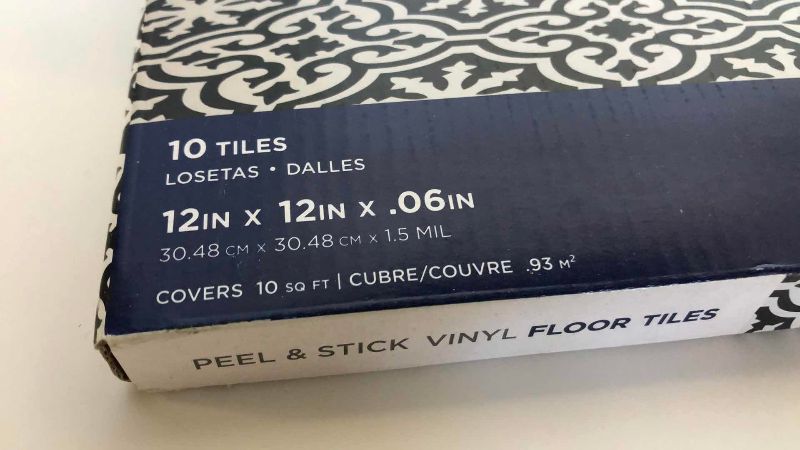 10 TILES
LOSETAS • DALLES
12IN X 12IN X .06IN
30.48 CM X 30.48 CM X 1.5 MIL
COVERS 10 SQ FT | CUBRE/COUVRE .93 M²
PEEL & STICK VINYL FLOOR TILES